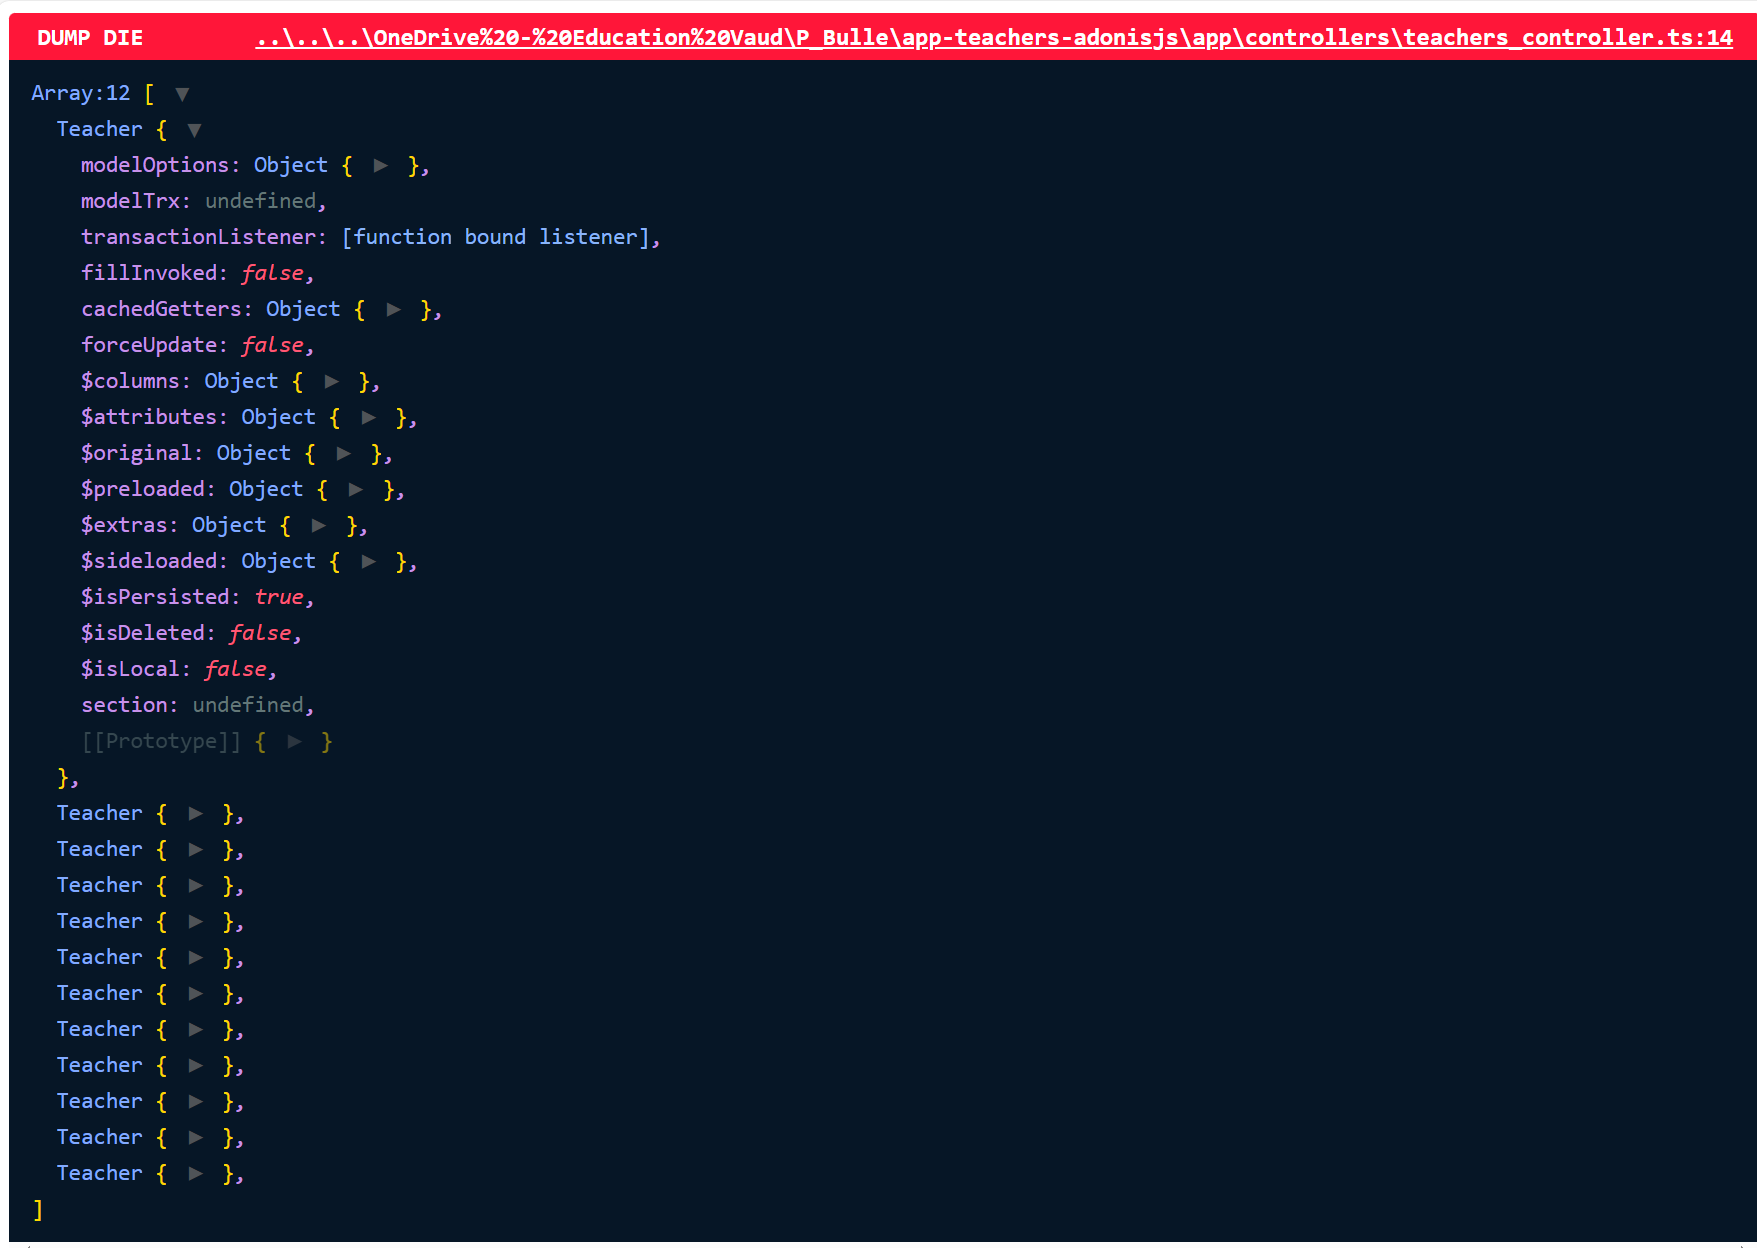 DUMP DIE ..\..\..\OneDrive%20-%20Education%20Vaud\P_Bulle\app-teachers-adonisjs\app\controllers\teachers_controller.ts:14
Array:12 [ ▼
Teacher { ▼
modelOptions: Object { ▶ },
modelTrx: undefined,
transactionListener: [function bound listener],
fillInvoked: false,
cachedGetters: Object { ▶ },
forceUpdate: false,
$columns: Object { ▶ },
$attributes: Object { ▶ },
$original: Object { ▶ },
$preloaded: Object { ▶ },
$extras: Object { ▶ },
$sideloaded: Object { ▶ },
$isPersisted: true,
$isDeleted: false,
$isLocal: false,
section: undefined,
[[Prototype]] { ▶ }
},
Teacher { ▶ },
Teacher { ▶ },
Teacher { ▶ },
Teacher { ▶ },
Teacher { ▶ },
Teacher { ▶ },
Teacher { ▶ },
Teacher { ▶ },
Teacher { ▶ },
Teacher { ▶ },
Teacher { ▶ },
]